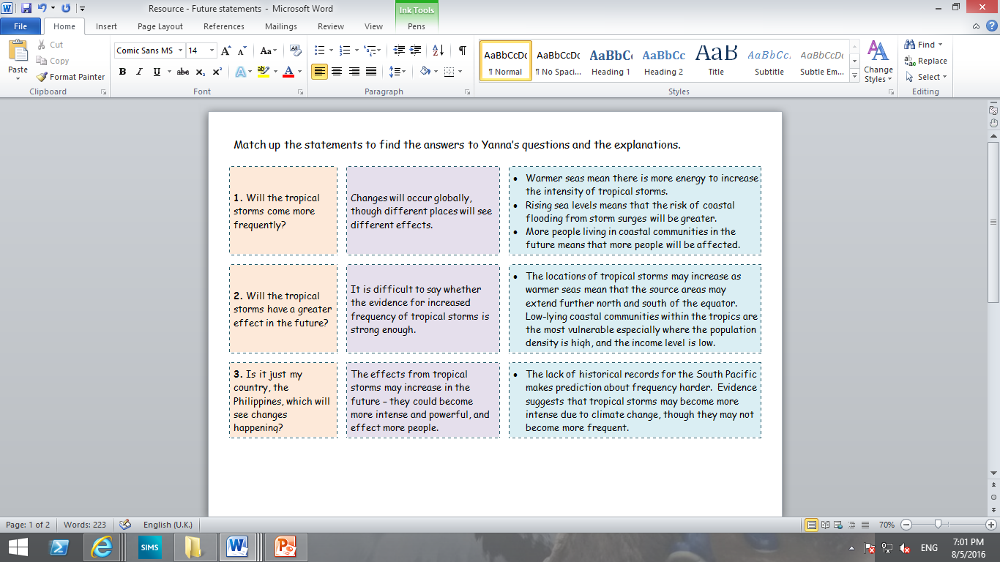 Resource - Future statements - Microsoft Word
Ink Tools
File Home Insert Page Layout References Mailings Review View Pens
Paste
Cut
Copy
Format Painter
Clipboard
Comic Sans MS 14
Font
Paragraph
AaBbCcDc AaBbCcDc AaBbC AaBbCc AaB AaBbCc. AaBbCcDc
¶ Normal ¶ No Spaci... Heading 1 Heading 2 Title Subtitle Subtle Em...
Change Styles
Styles
Find
Replace
Select
Editing
Match up the statements to find the answers to Yanna's questions and the explanations.
1. Will the tropical
storms come more
frequently?
Changes will occur globally,
though different places will see
different effects.
• Warmer seas mean there is more energy to increase
the intensity of tropical storms.
• Rising sea levels means that the risk of coastal
flooding from storm surges will be greater.
• More people living in coastal communities in the
future means that more people will be affected.
2. Will the tropical
storms have a greater
effect in the future?
It is difficult to say whether
the evidence for increased
frequency of tropical storms is
strong enough.
• The locations of tropical storms may increase as
warmer seas mean that the source areas may
extend further north and south of the equator.
Low-lying coastal communities within the tropics are
the most vulnerable especially where the population
density is high, and the income level is low.
3. Is it just my
country, the
Philippines, which will
see changes
happening?
The effects from tropical
storms may increase in the
future – they could become
more intense and powerful, and
effect more people.
• The lack of historical records for the South Pacific
makes prediction about frequency harder. Evidence
suggests that tropical storms may become more
intense due to climate change, though they may not
become more frequent.
Page: 1 of 2 Words: 223 English (U.K.) 70%
SIMS
ENG
7:01 PM
8/5/2016